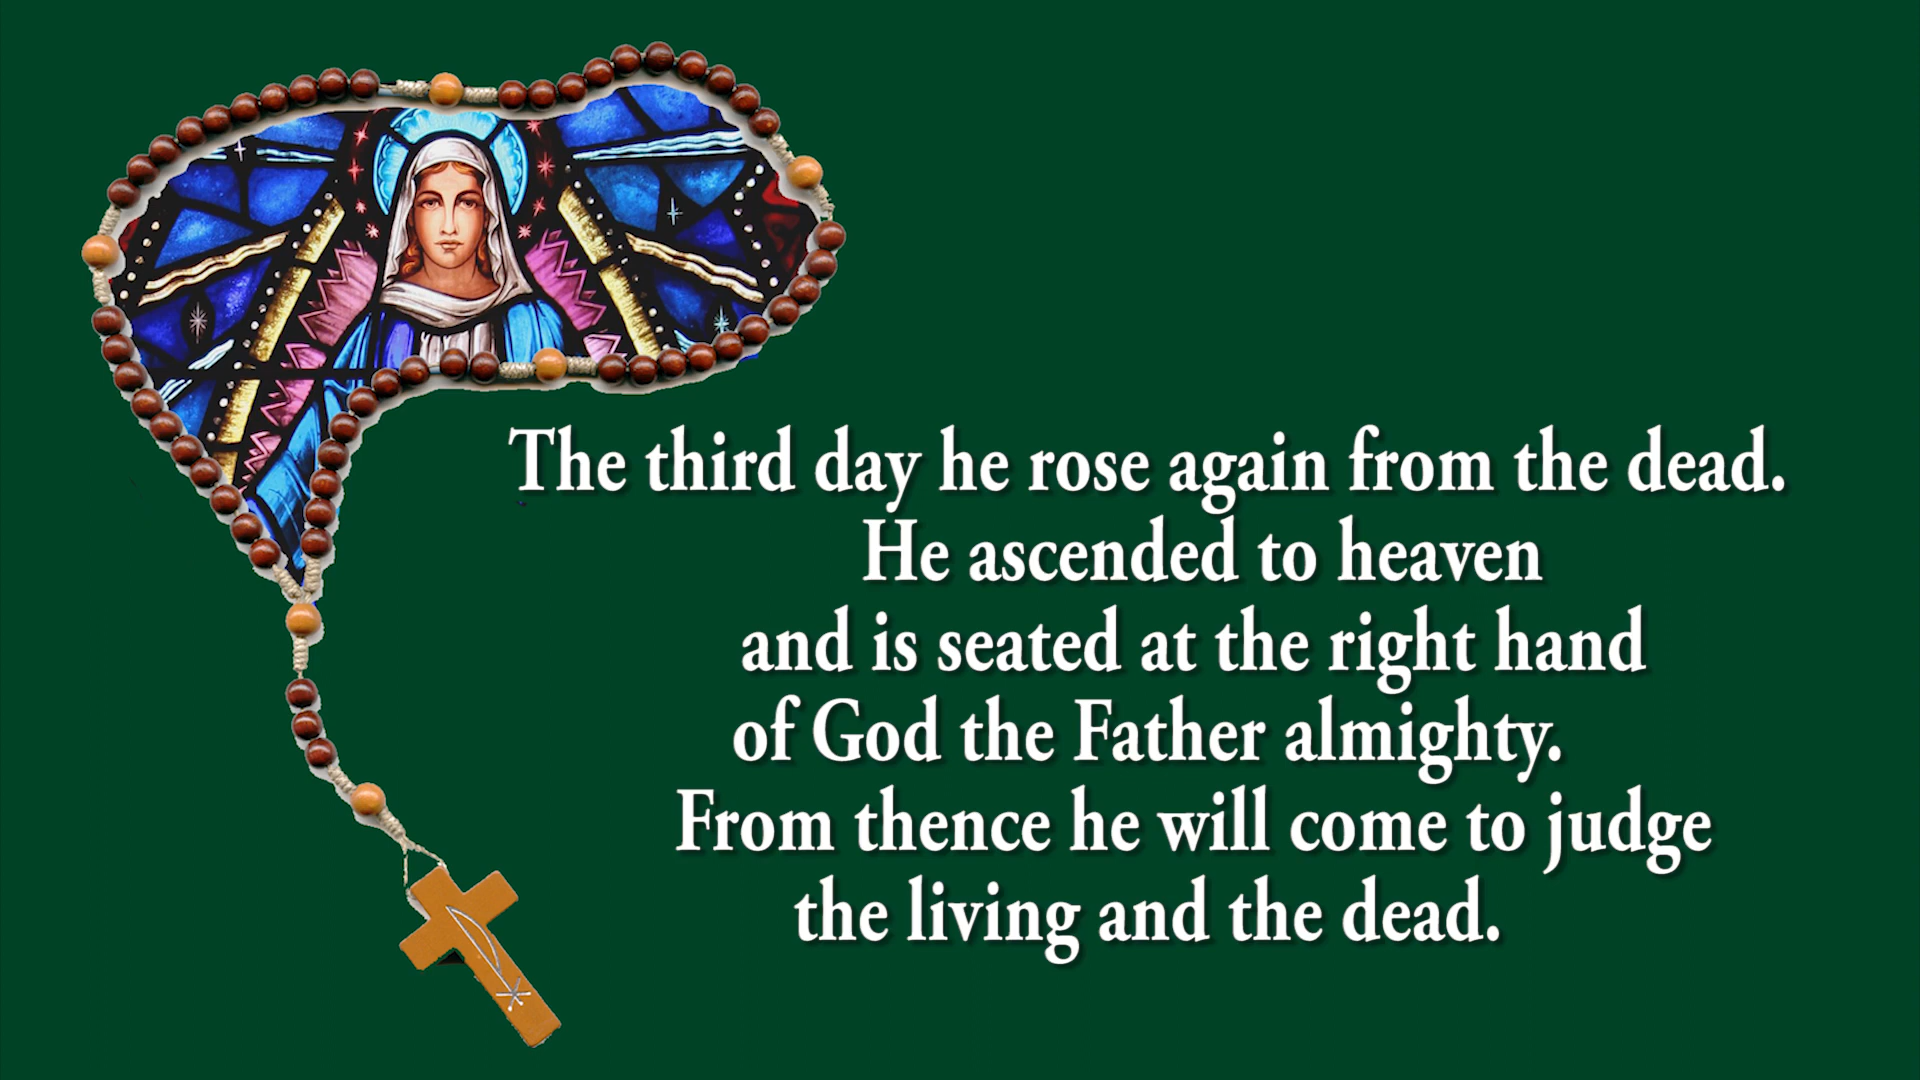 The third day he rose again from the dead.
He ascended to heaven
and is seated at the right hand
of God the Father almighty.
From thence he will come to judge
the living and the dead.